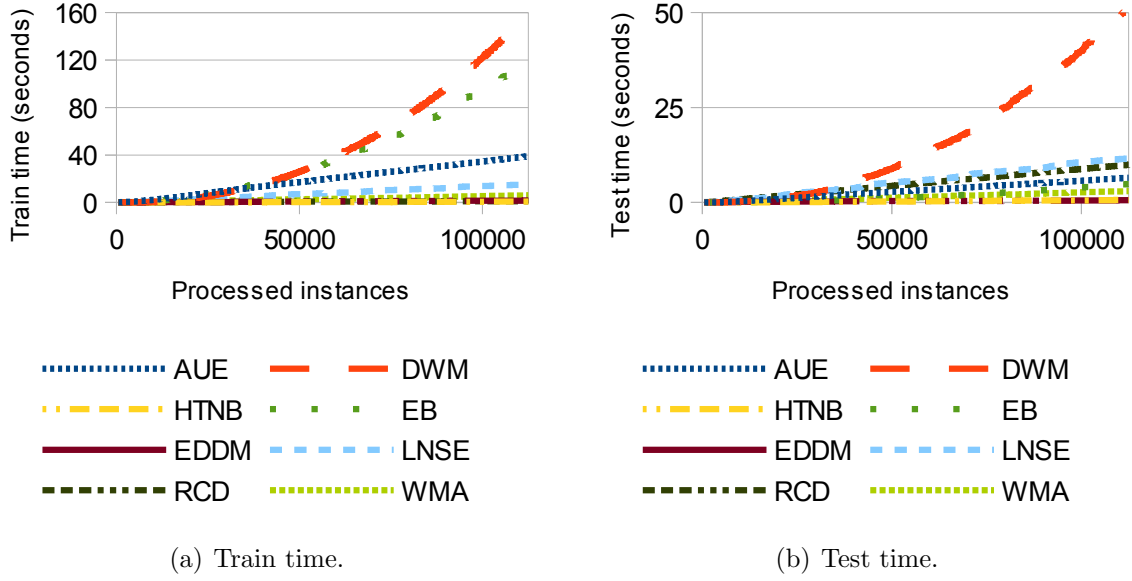 Train time (seconds)
160
120
80
40
0
0 50000 100000
Processed instances
AUE DWM
HTNB EB
EDDM LNSE
RCD WMA
(a) Train time.
Test time (seconds)
50
25
0
0 50000 100000
Processed instances
AUE DWM
HTNB EB
EDDM LNSE
RCD WMA
(b) Test time.